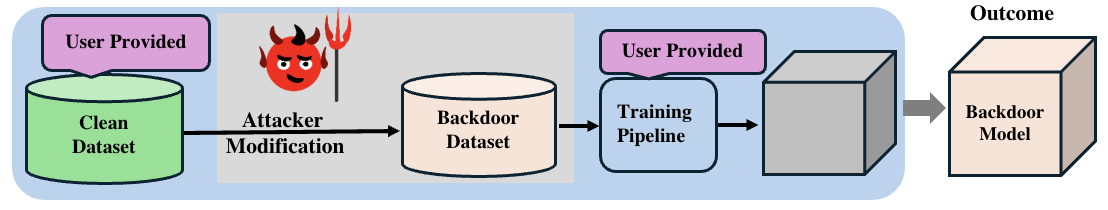 User Provided
Clean
Dataset
Attacker
Modification
Backdoor
Dataset
User Provided
Training
Pipeline
Outcome
Backdoor
Model